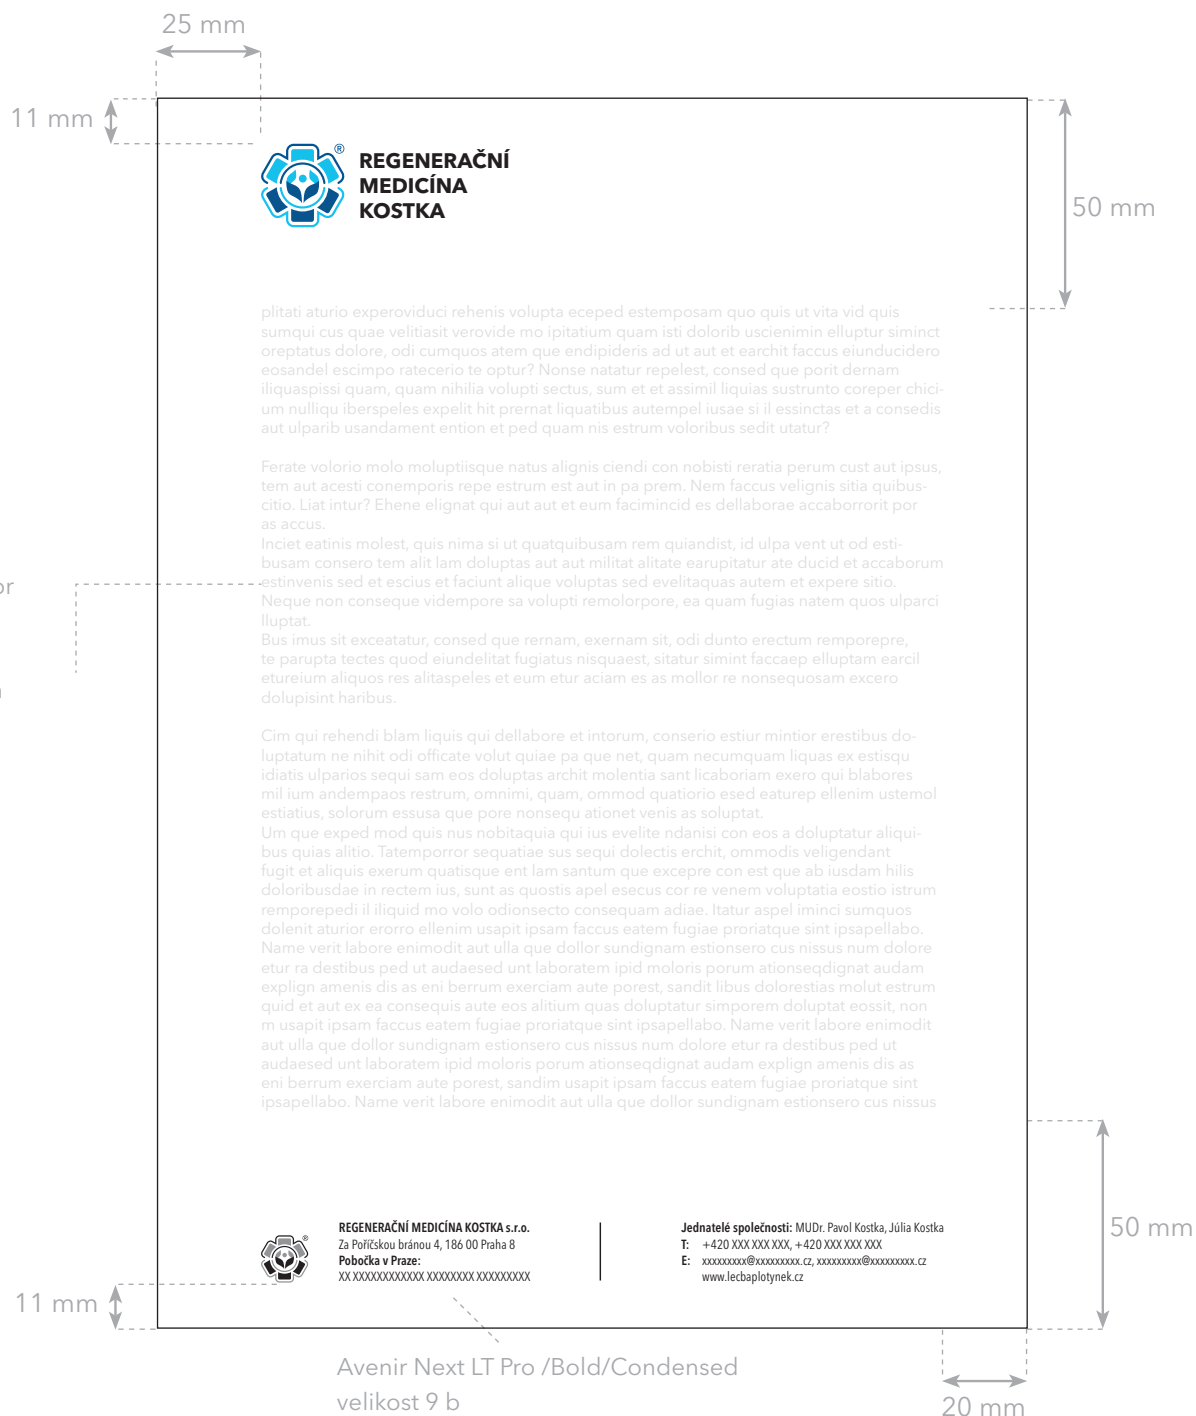 25 mm
11 mm
®
REGENERAČNÍ
MEDICÍNA
KOSTKA
50 mm
plitati aturio experoviduci rehenis volupta eceped estemposam quo quis ut vita vid quis
sumqui cus quae velitiasit verovide mo ipitatium quam isti dolorib uscienimin elluptur siminct
oreptatus dolore, odi cumquos atem que endipideris ad ut aut et earchit faccus eiunducidero
eosandel escimpo ratecerio te optur? Nonse natatur repelest, consed que porit dernam
iliquaspissi quam, quam nihilia volupti sectus, sum et et assimil liquias sustrunto coreper chici-
um nulliqu iberspeles expelit hit prernat liquatibus autempel iusae si il essinctas et a consedis
aut ulparib usandament ention et ped quam nis estrum voloribus sedit utatur?
Ferate volorio molo moluptiisque natus alignis ciendi con nobisti reratia perum cust aut ipsus,
tem aut acesti conemporis repe estrum est aut in pa prem. Nem faccus velignis sitia quibus-
citio. Liat intur? Ehene elignat qui aut aut et eum facimincid es dellaborae accaborrorit por
as accus.
Inciet eatinis molest, quis nima si ut quatquibusam rem quiandist, id ulpa vent ut od esti-
busam consero tem alit lam doluptas aut aut militat alitate earupitatur ate ducid et accaborum
estinvenis sed et escius et faciunt alique voluptas sed evelitaquas autem et expere sitio.
Neque non conseque vidempore sa volupti remolorpore, ea quam fugias natem quos ulparci
lluptat.
Bus imus sit exceatatur, consed que rernam, exernam sit, odi dunto erectum remporepre,
te parupta tectes quod eiundelitat fugiatus nisquaest, sitatur simint faccaep elluptam earcil
etureium aliquos res alitaspeles et eum etur aciam es as mollor re nonsequosam excero
dolupisint haribus.
Cim qui rehendi blam liquis qui dellabore et intorum, conserio estiur mintior erestibus do-
luptatum ne nihit odi officate volut quiae pa que net, quam necumquam liquas ex estisqu
idiatis ulparios sequi sam eos doluptas archit molentia sant licaboriam exero qui blabores
mil ium andempaos restrum, omnimi, quam, ommod quatiorio esed eaturep ellenim ustemol
estiatius, solorum essusa que pore nonsequ ationet venis as soluptat.
Um que exped mod quis nus nobitaquia qui ius evelite ndanisi con eos a doluptatur aliqui-
bus quias alitio. Tatemporror sequatiae sus sequi dolectis erchit, ommodis veligendant
fugit et aliquis exerum quatisque ent lam santum que excepre con est que ab iusdam hilis
doloribusdae in rectem ius, sunt as quostis apel esecus cor re venem voluptatia eostio istrum
remporepedi il iliquid mo volo odionsecto consequam adiae. Itatur aspel iminci sumquos
dolenit aturior erorro ellenim usapit ipsam faccus eatem fugiae proriatque sint ipsapellabo.
Name verit labore enimodit aut ulla que dollor sundignam estionsero cus nissus num dolore
etur ra destibus ped ut audaesed unt laboratem ipid moloris porum ationseqdignat audam
explign amenis dis as eni berrum exerciam aute porest, sandit libus dolorestias molut estrum
quid et aut ex ea consequis aute eos alitium quas doluptatur simporem doluptat eossit, non
m usapit ipsam faccus eatem fugiae proriatque sint ipsapellabo. Name verit labore enimodit
aut ulla que dollor sundignam estionsero cus nissus num dolore etur ra destibus ped ut
audaesed unt laboratem ipid moloris porum ationseqdignat audam explign amenis dis as
eni berrum exerciam aute porest, sandim usapit ipsam faccus eatem fugiae proriatque sint
ipsapellabo. Name verit labore enimodit aut ulla que dollor sundignam estionsero cus nissus
REGENERAČNÍ MEDICÍNA KOSTKA s.r.o.
Za Poříčskou bránou 4, 186 00 Praha 8
Pobočka v Praze:
XX XXXXXXXXXXXX XXXXXXXX XXXXXXXXX
®
Jednatelé společnosti: MUDr. Pavol Kostka, Júlia Kostka
T: +420 XXX XXX XXX, +420 XXX XXX XXX
E: xxxxxxxxx@xxxxxxxxx.cz, xxxxxxxxx@xxxxxxxxx.cz
www.lecbaplotynek.cz
50 mm
11 mm
Avenir Next LT Pro /Bold/Condensed
velikost 9 b
20 mm